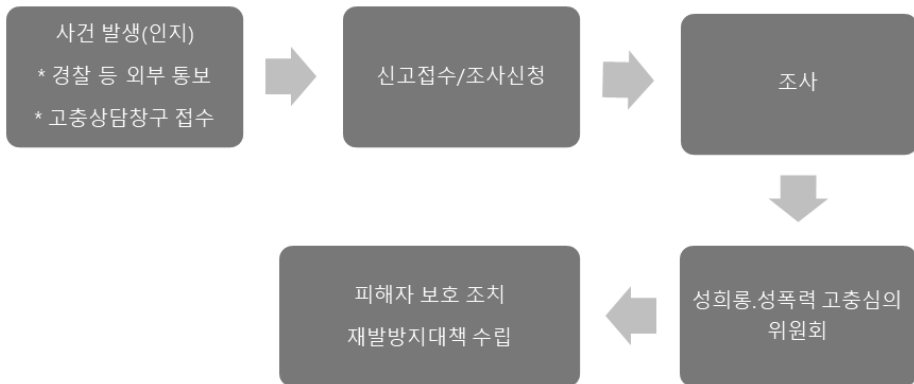 사건 발생(인지)
* 경찰 등 외부 통보
* 고충상담창구 접수
신고접수/조사신청
조사
성희롱.성폭력 고충심의
위원회
피해자 보호 조치
재발방지대책 수립